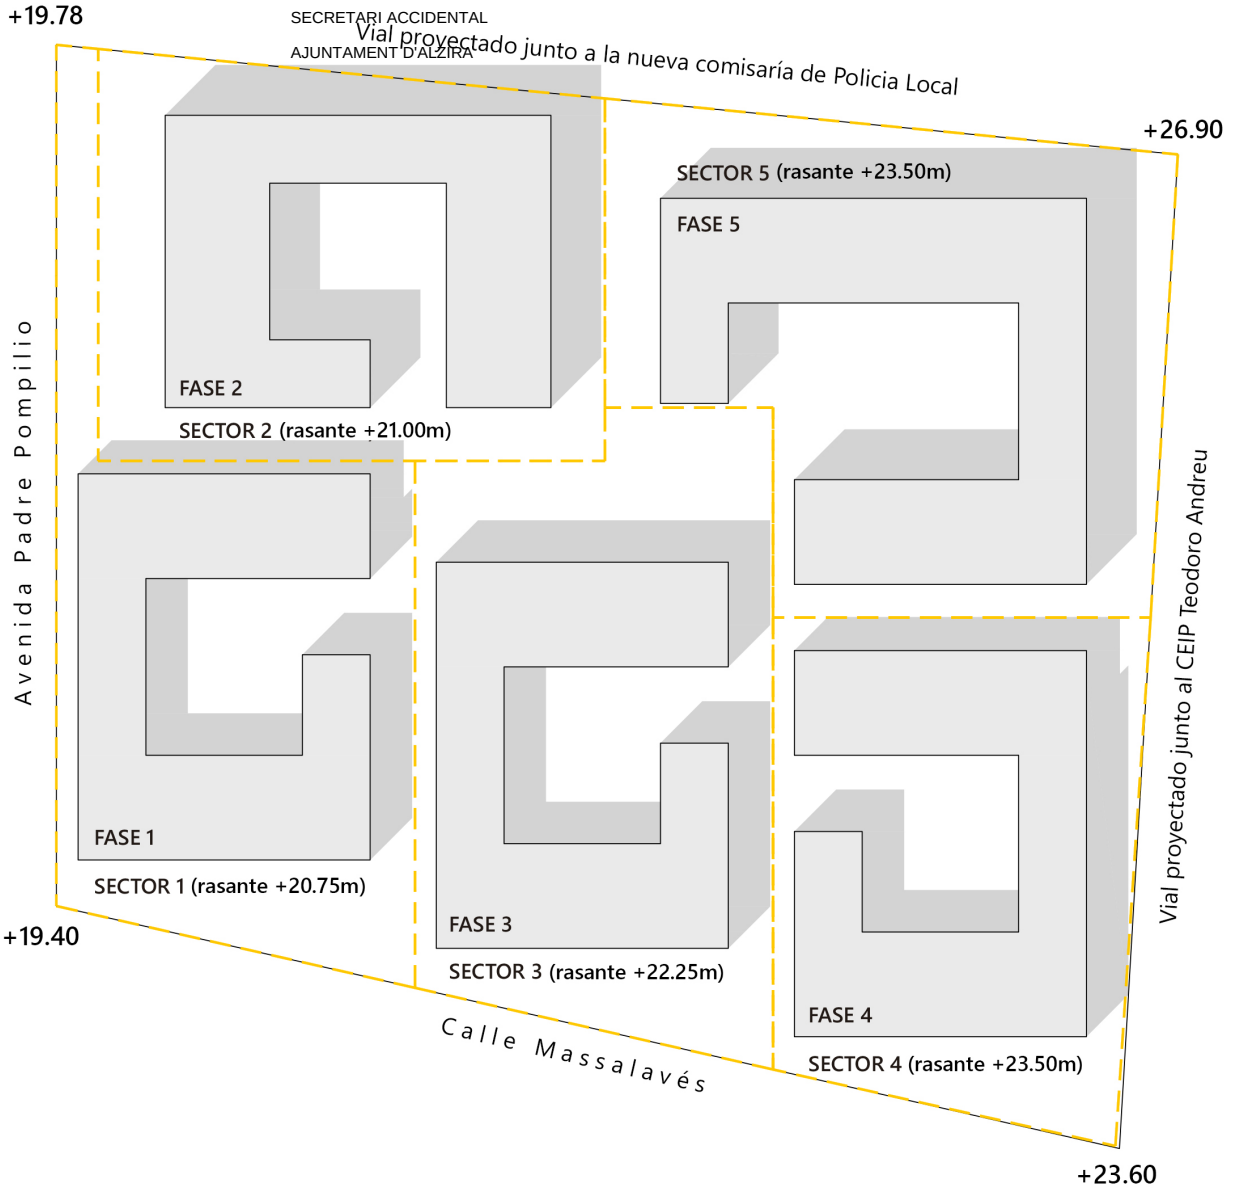 +19.78
SECRETARI ACCIDENTAL
AJUNTAMENT D'ALZIRA
Vial proyectado junto a la nueva comisaría de Policia Local
+26.90
SECTOR 5 (rasante +23.50m)
FASE 5
FASE 2
SECTOR 2 (rasante +21.00m)
Avenida Padre Pompilio
Vial proyectado junto al CEIP Teodoro Andreu
FASE 1
SECTOR 1 (rasante +20.75m)
+19.40
FASE 3
SECTOR 3 (rasante +22.25m)
FASE 4
SECTOR 4 (rasante +23.50m)
Calle Massalavés
+23.60